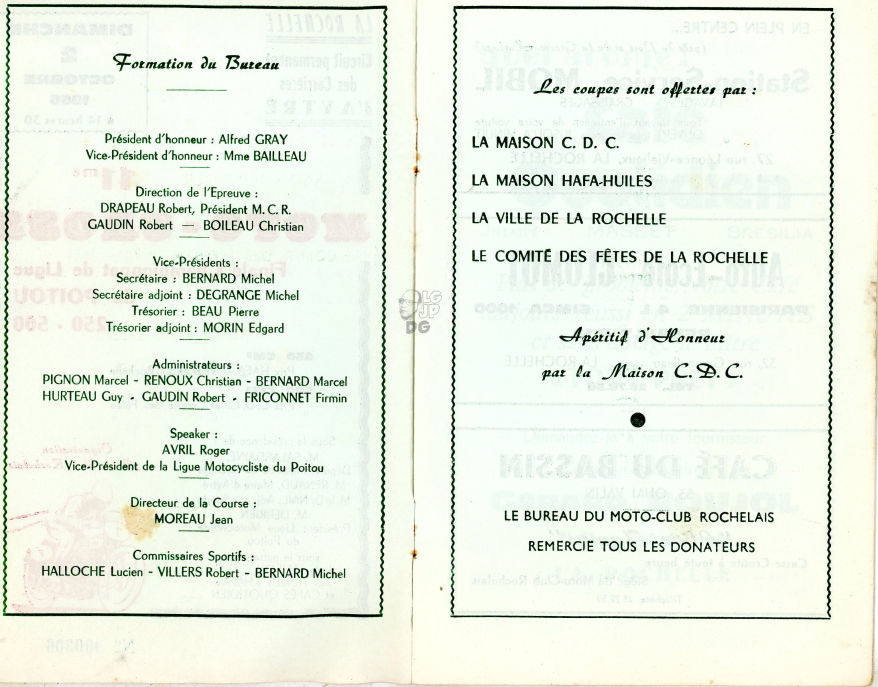 Formation du Bureau
Président d'honneur : Alfred GRAY
Vice-Président d'honneur : Mme BAILLEAU
Direction de l'Epreuve :
DRAPEAU Robert, Président M. C. R.
GAUDIN Robert — BOILEAU Christian
Vice-Présidents :
Secrétaire : BERNARD Michel
Secrétaire adjoint : DEGRANGE Michel
Trésorier : BEAU Pierre
Trésorier adjoint : MORIN Edgard
Administrateurs :
PIGNON Marcel - RENOUX Christian - BERNARD Marcel
HURTEAU Guy - GAUDIN Robert - FRICONNET Firmin
Speaker :
AVRIL Roger
Vice-Président de la Ligue Motocycliste du Poitou
Directeur de la Course :
MOREAU Jean
Commissaires Sportifs :
HALLOCHE Lucien - VILLERS Robert - BERNARD Michel
LG
JP
DG
Les coupes sont offertes par :
LA MAISON C. D. C.
LA MAISON HAFA-HUILES
LA VILLE DE LA ROCHELLE
LE COMITÉ DES FÊTES DE LA ROCHELLE
Apéritif d'Honneur
par la Maison C. D. C.
LE BUREAU DU MOTO-CLUB ROCHELAIS
REMERCIE TOUS LES DONATEURS